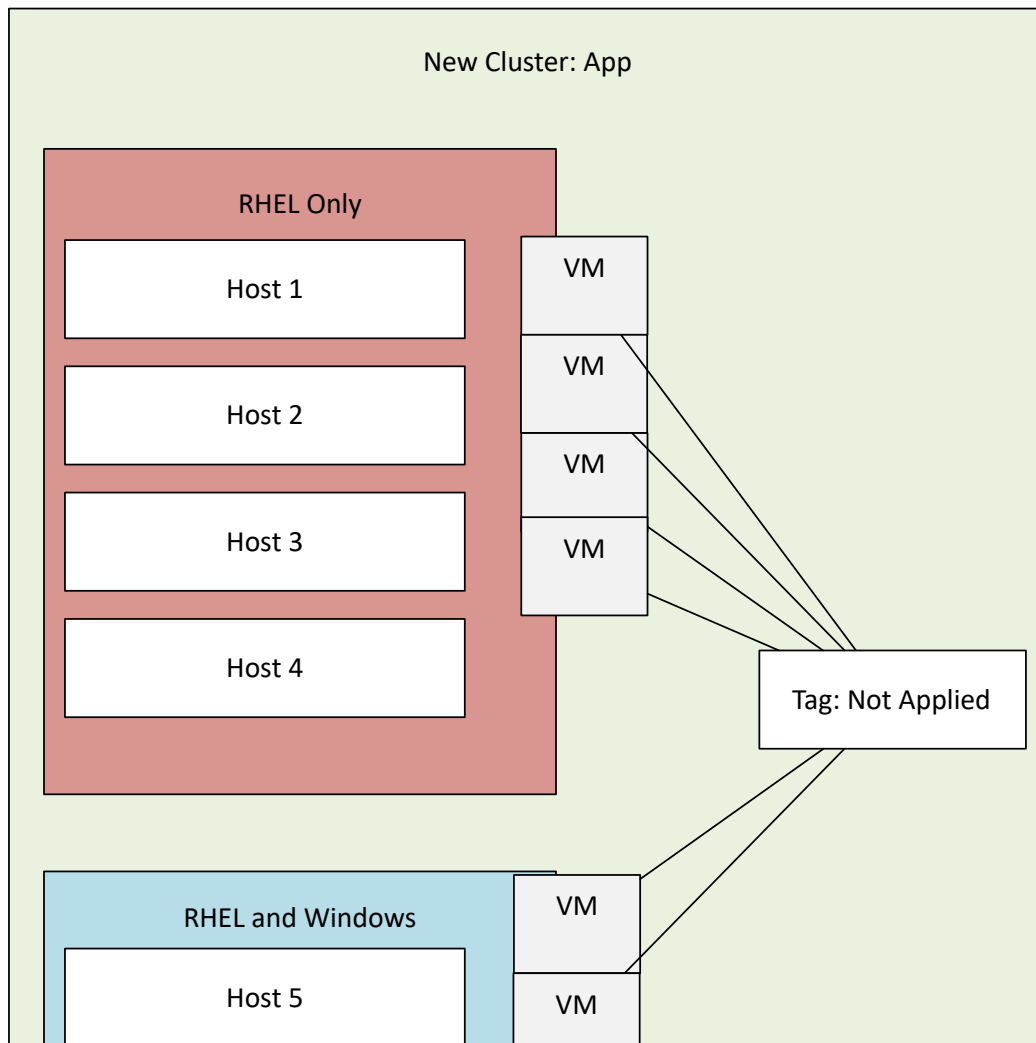 New Cluster: App
RHEL Only
Host 1
VM
Host 2
VM
Host 3
VM
VM
Host 4
Tag: Not Applied
RHEL and Windows
VM
Host 5
VM